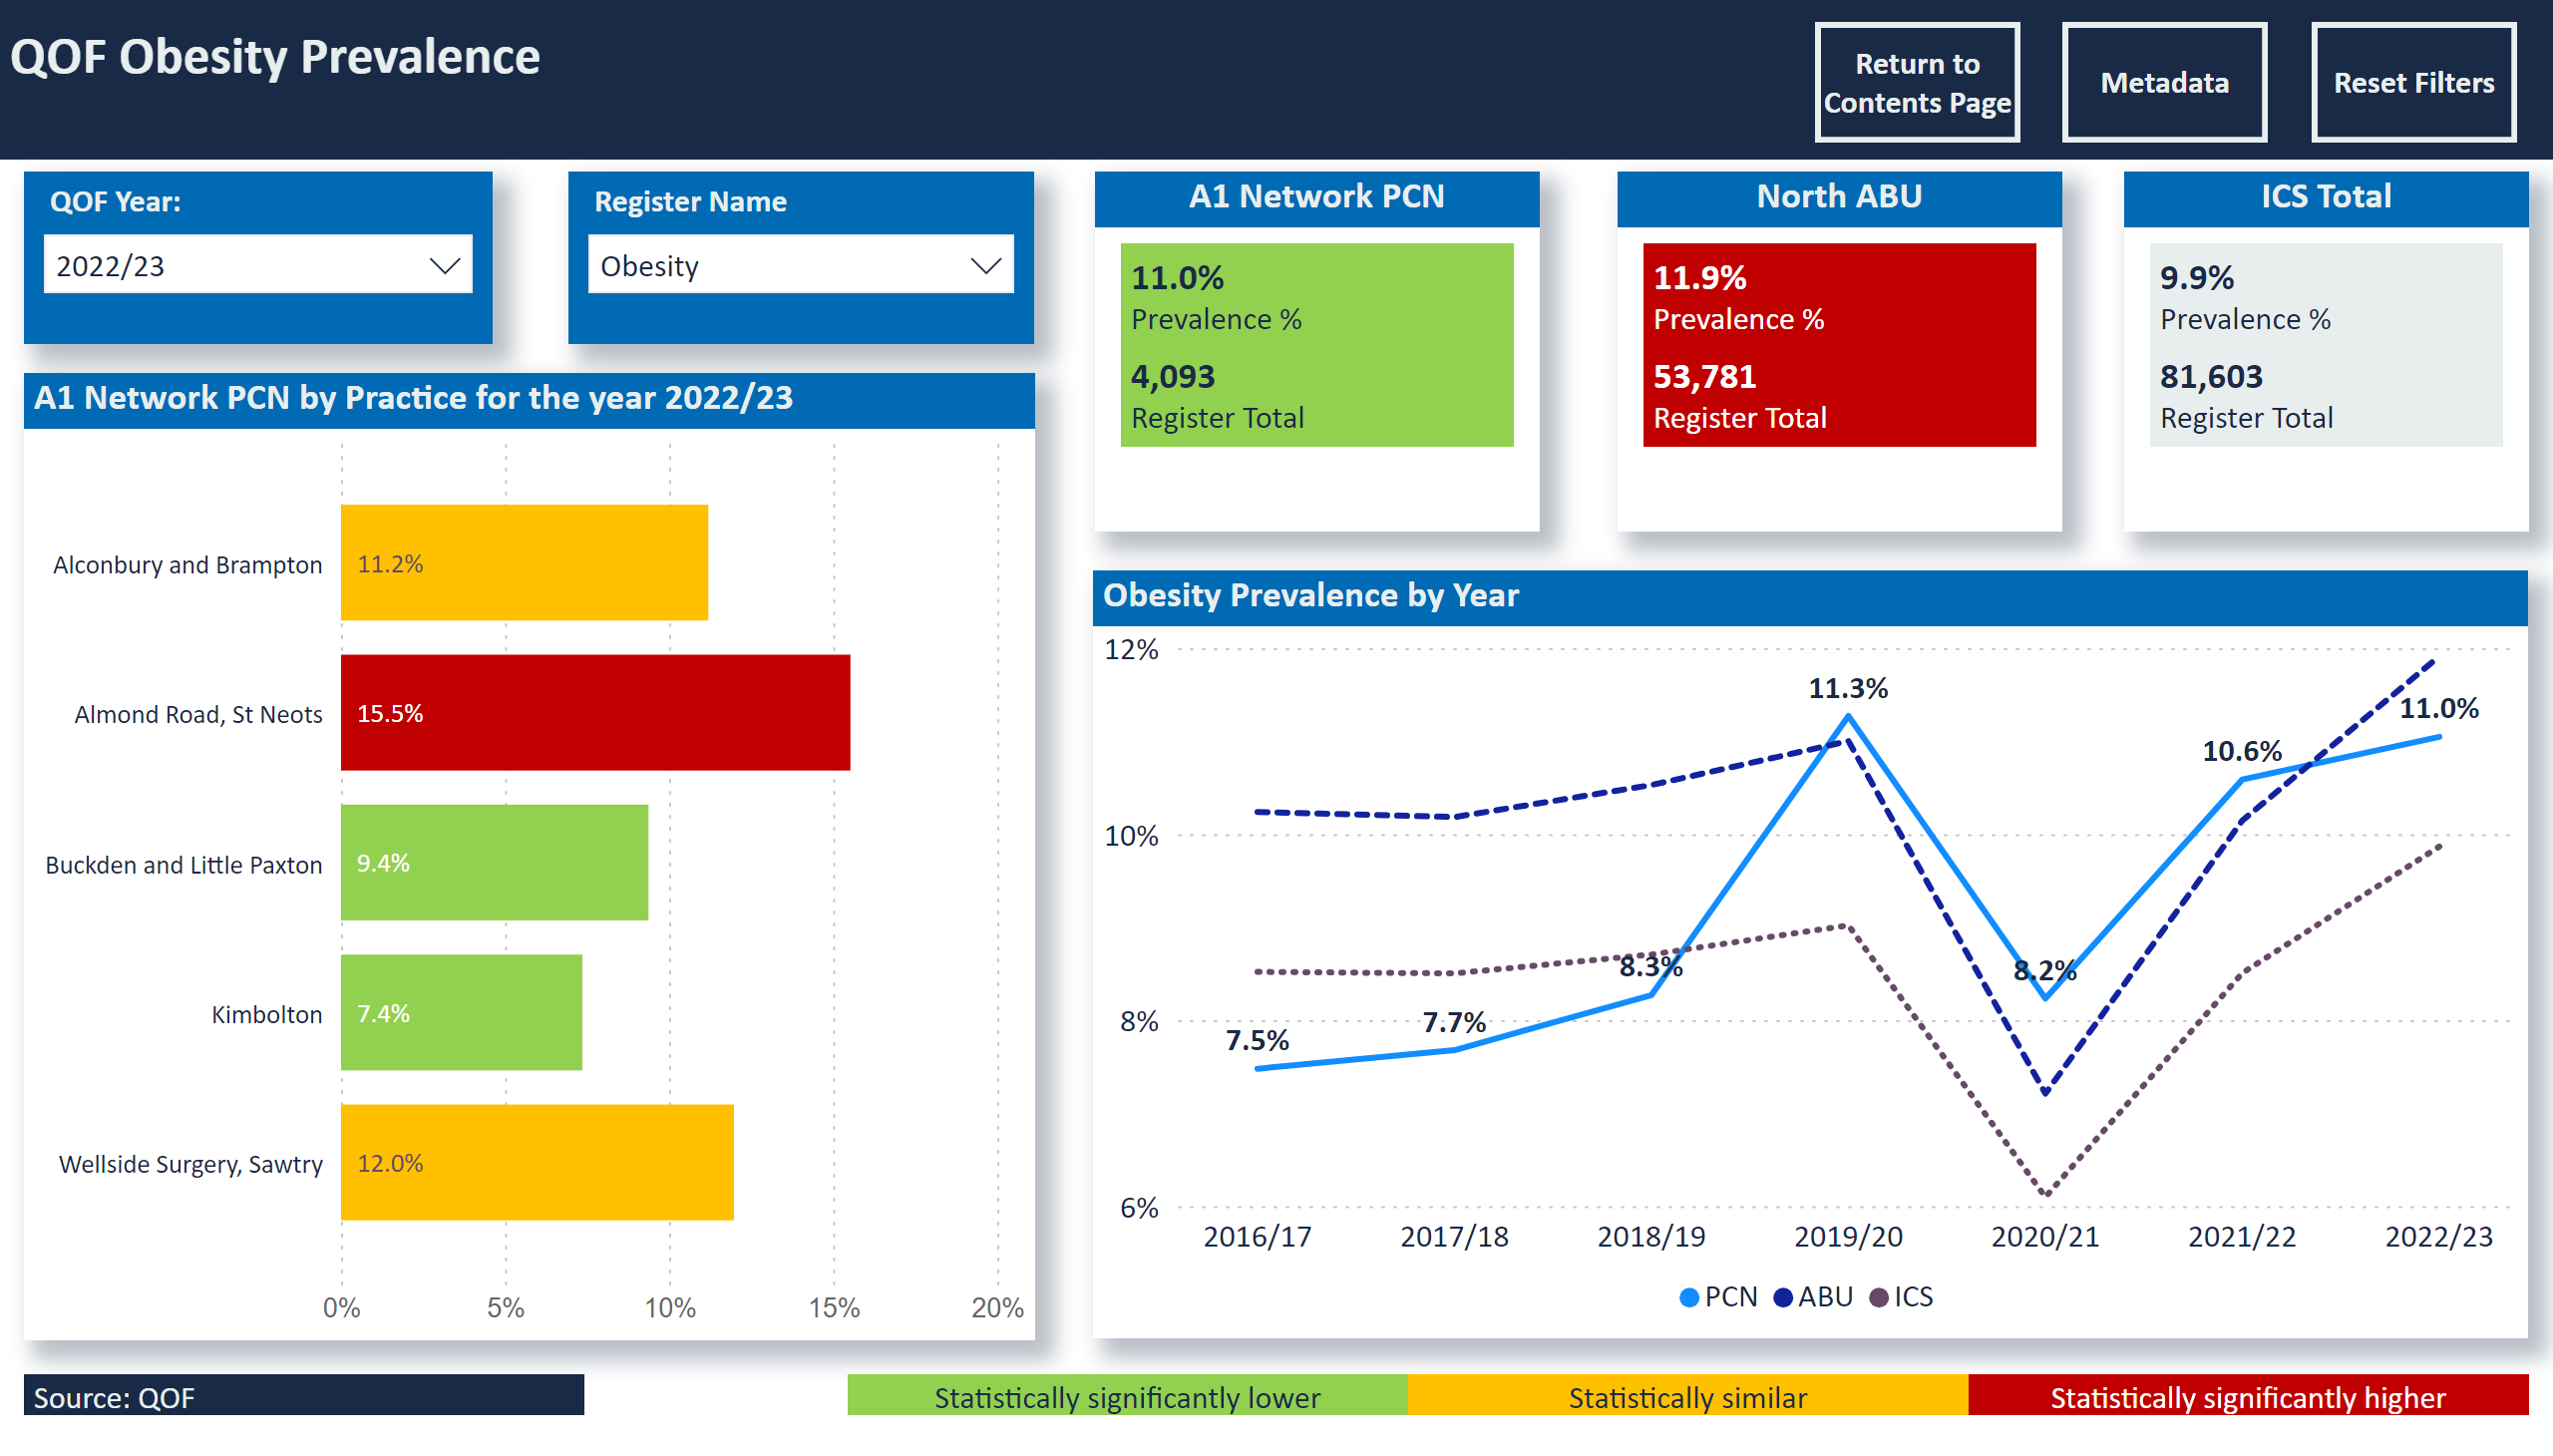 QOF Obesity Prevalence
Return to
Contents Page
Metadata
Reset Filters
QOF Year:
2022/23
Register Name
Obesity
A1 Network PCN
11.0%
Prevalence %
4,093
Register Total
North ABU
11.9%
Prevalence %
53,781
Register Total
ICS Total
9.9%
Prevalence %
81,603
Register Total
A1 Network PCN by Practice for the year 2022/23
Alconbury and Brampton
11.2%
Almond Road, St Neots
15.5%
Buckden and Little Paxton
9.4%
Kimbolton
7.4%
Wellside Surgery, Sawtry
12.0%
0% 5% 10% 15% 20%
Obesity Prevalence by Year
12%
10%
8%
6%
7.5%
7.7%
8.3%
11.3%
8.2%
10.6%
11.0%
2016/17 2017/18 2018/19 2019/20 2020/21 2021/22 2022/23
PCN ABU ICS
Source: QOF
Statistically significantly lower
Statistically similar
Statistically significantly higher